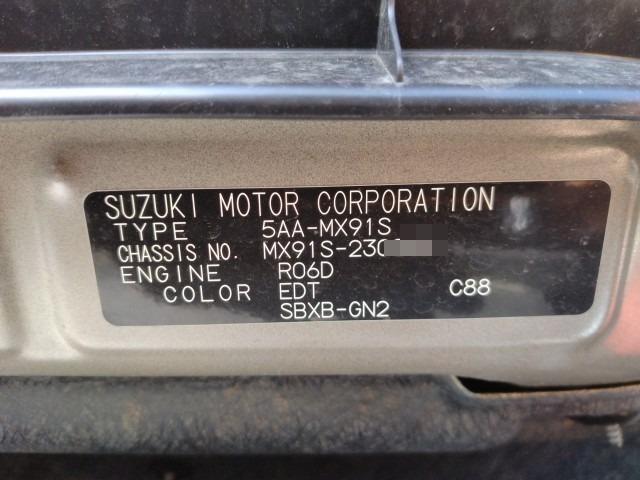 SUZUKI MOTOR CORPORATION
TYPE 5AA-MX91S
CHASSIS NO. MX91S-230
ENGINE R06D
COLOR EDT C88
SBXB-GN2